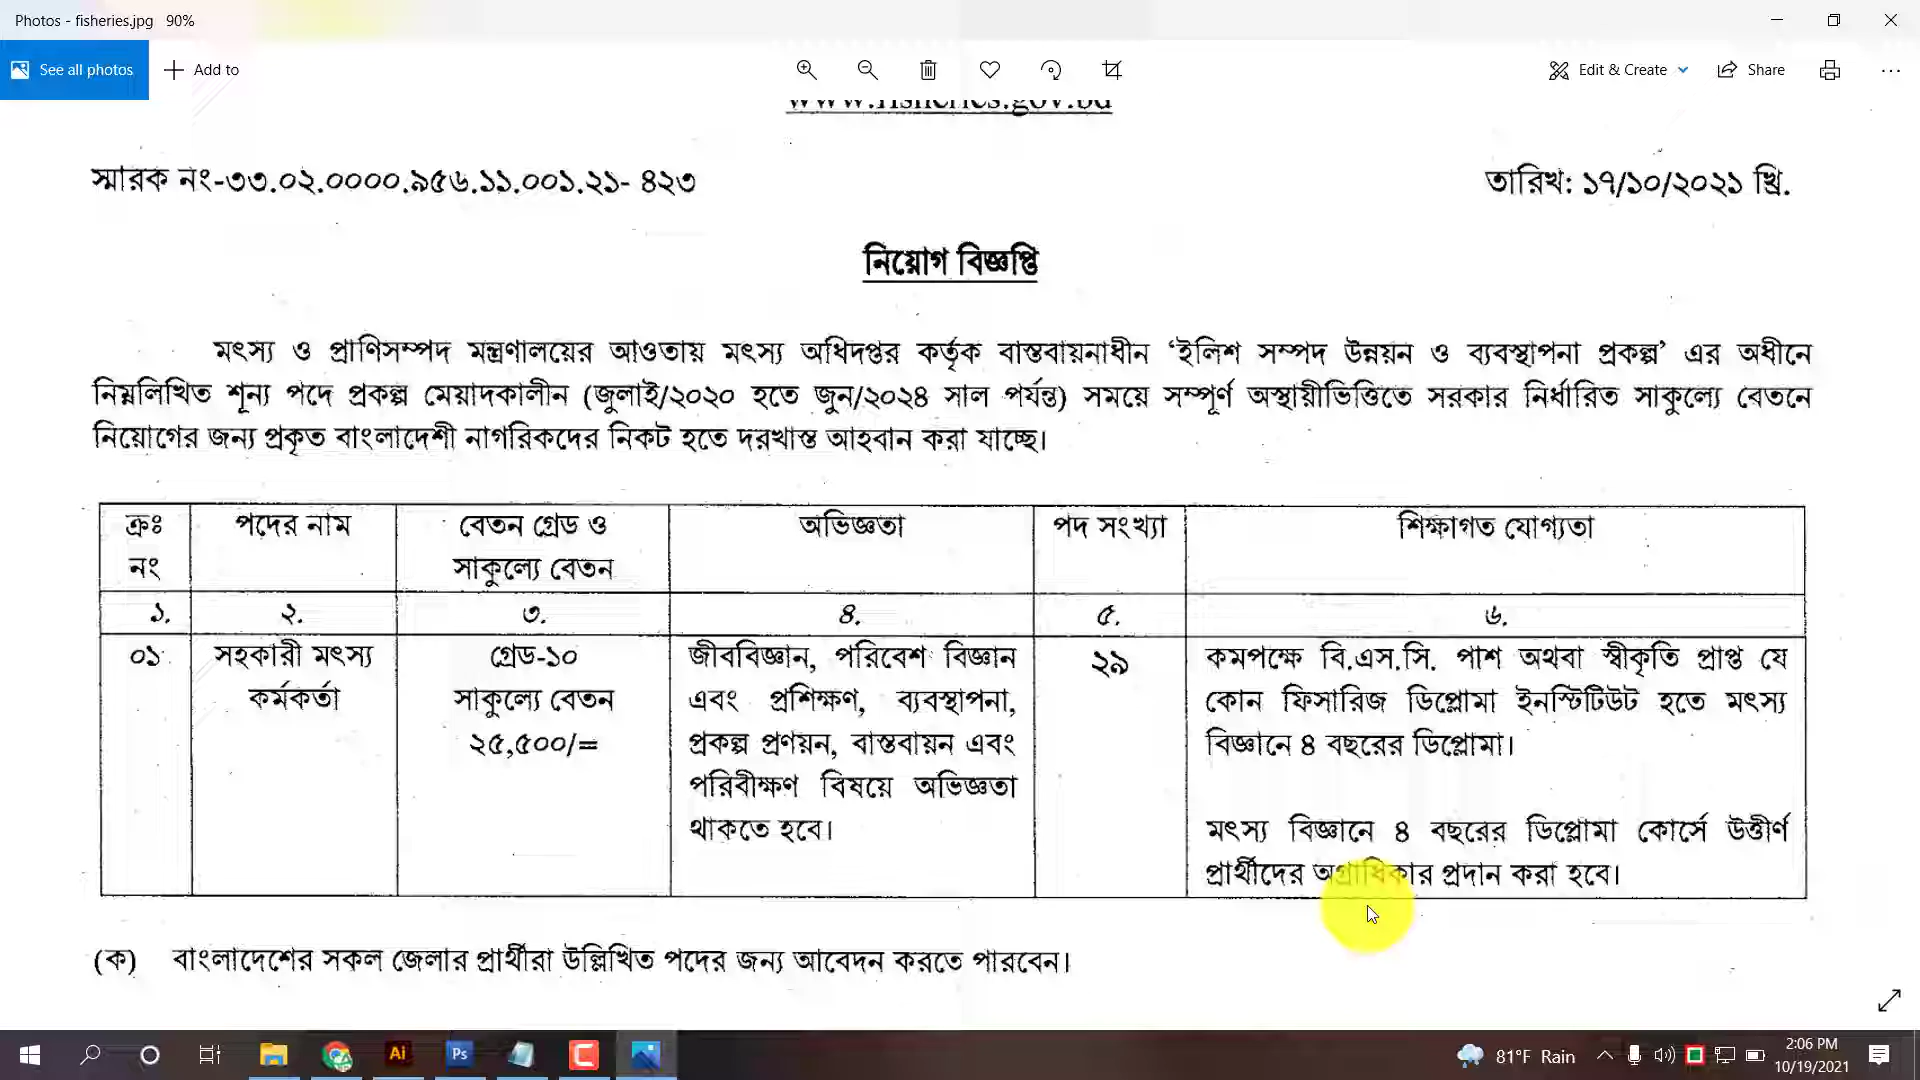 Photos - fisheries.jpg 90%
See all photos
Add to
Edit & Create
Share
www.fisheries.gov.bd
স্মারক নং-৩৩.০২.০০০০.৯৫৬.১১.০০১.২১- ৪২৩
তারিখ: ১৭/১০/২০২১ খ্রি.
নিয়োগ বিজ্ঞপ্তি
মৎস্য ও প্রাণিসম্পদ মন্ত্রণালয়ের আওতায় মৎস্য অধিদপ্তর কর্তৃক বাস্তবায়নাধীন ‘ইলিশ সম্পদ উন্নয়ন ও ব্যবস্থাপনা প্রকল্প’ এর অধীনে
নিম্নলিখিত শূন্য পদে প্রকল্প মেয়াদকালীন (জুলাই/২০২০ হতে জুন/২০২৪ সাল পর্যন্ত) সময়ে সম্পূর্ণ অস্থায়ীভিত্তিতে সরকার নির্ধারিত সাকুল্যে বেতনে
নিয়োগের জন্য প্রকৃত বাংলাদেশী নাগরিকদের নিকট হতে দরখাস্ত আহবান করা যাচ্ছে।
ক্রঃ
নং
পদের নাম
বেতন গ্রেড ও
সাকুল্যে বেতন
অভিজ্ঞতা
পদ সংখ্যা
শিক্ষাগত যোগ্যতা
১.
২.
৩.
৪.
৫.
৬.
০১
সহকারী মৎস্য
কর্মকর্তা
গ্রেড-১০
সাকুল্যে বেতন
২৫,৫০০/=
জীববিজ্ঞান, পরিবেশ বিজ্ঞান
এবং প্রশিক্ষণ, ব্যবস্থাপনা,
প্রকল্প প্রণয়ন, বাস্তবায়ন এবং
পরিবীক্ষণ বিষয়ে অভিজ্ঞতা
থাকতে হবে।
২৯
কমপক্ষে বি.এস.সি. পাশ অথবা স্বীকৃতি প্রাপ্ত যে
কোন ফিসারিজ ডিপ্লোমা ইনস্টিটিউট হতে মৎস্য
বিজ্ঞানে ৪ বছরের ডিপ্লোমা।
মৎস্য বিজ্ঞানে ৪ বছরের ডিপ্লোমা কোর্সে উত্তীর্ণ
প্রার্থীদের অগ্রাধিকার প্রদান করা হবে।
(ক) বাংলাদেশের সকল জেলার প্রার্থীরা উল্লিখিত পদের জন্য আবেদন করতে পারবেন।
Ai
Ps
81°F Rain
2:06 PM
10/19/2021